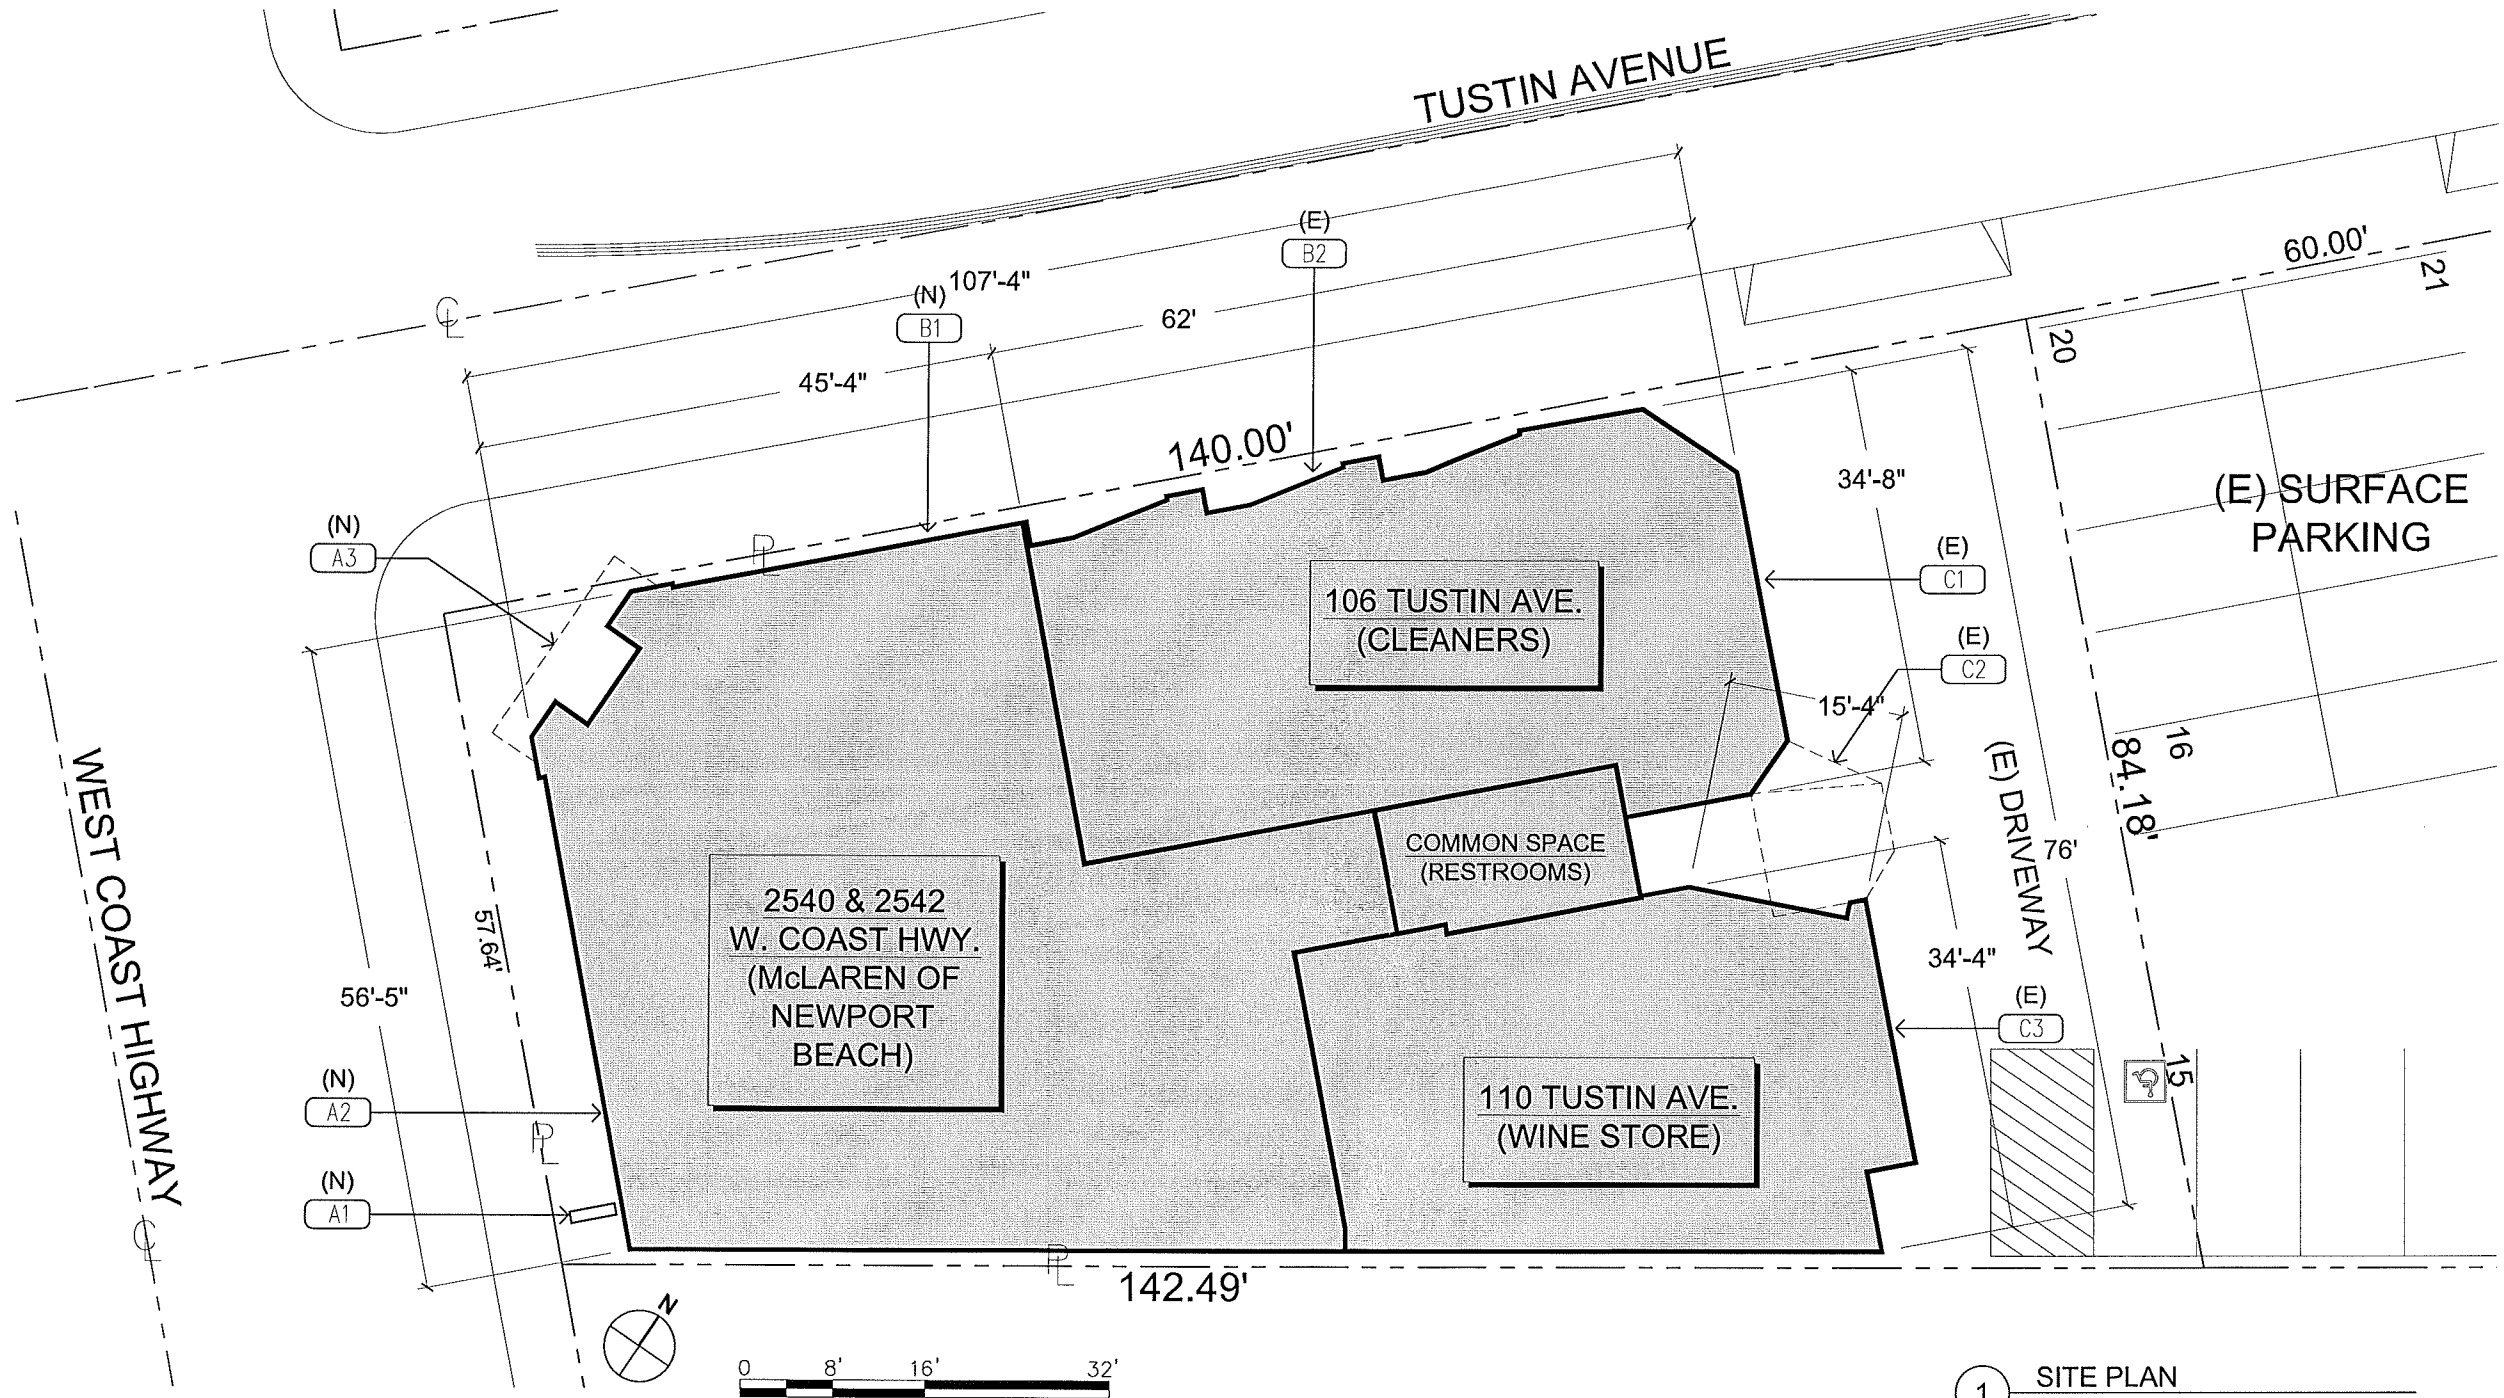 TUSTIN AVENUE
60.00'
21
20
(E)
B2
107'-4"
(N)
B1
62'
45'-4"
140.00'
34'-8"
(E) SURFACE
PARKING
(N)
A3
PL
(E)
C1
106 TUSTIN AVE.
(CLEANERS)
(E)
C2
15'-4"
16
84.18'
(E) DRIVEWAY
76'
CL
WEST COAST HIGHWAY
COMMON SPACE
(RESTROOMS)
2540 & 2542
W. COAST HWY.
(McLAREN OF
NEWPORT
BEACH)
57.64'
56'-5"
34'-4"
(E)
C3
15
110 TUSTIN AVE.
(WINE STORE)
(N)
A2
PL
(N)
A1
CL
PL
142.49'
N
0 8' 16' 32'
1
SITE PLAN